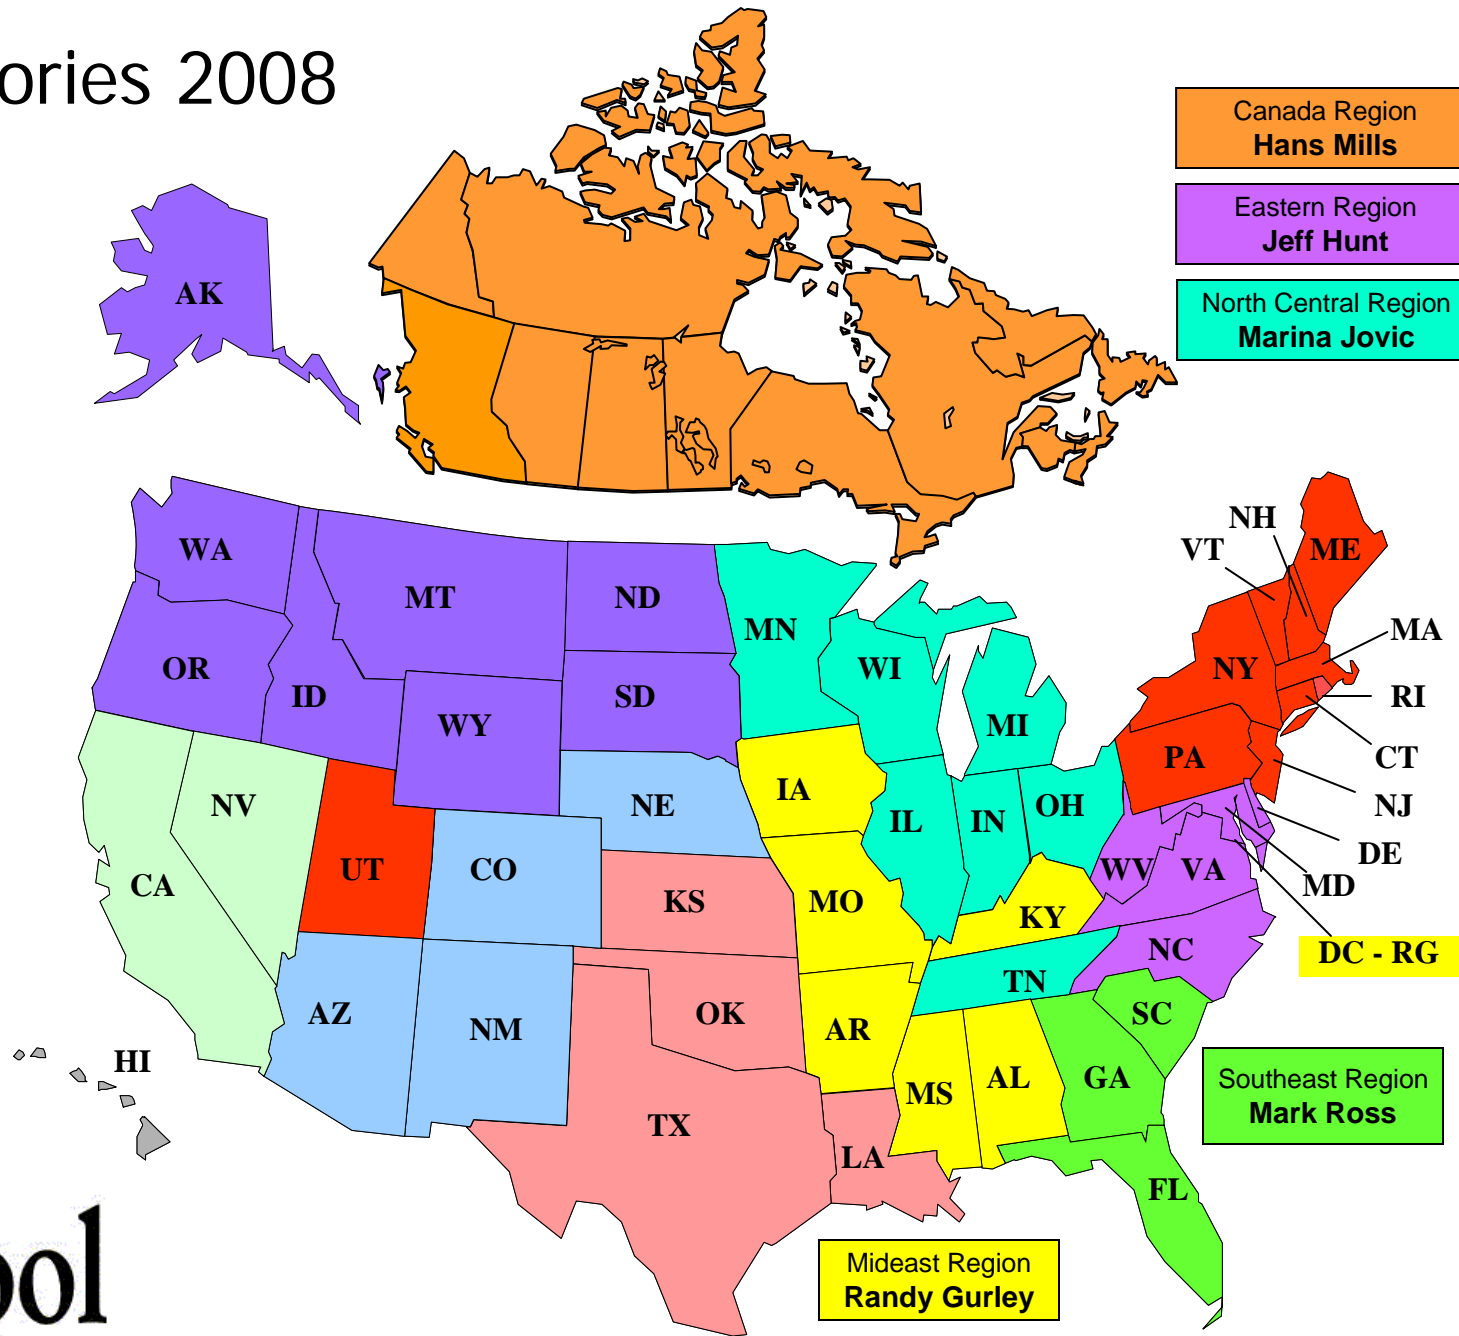 ories 2008
Canada Region
Hans Mills
Eastern Region
Jeff Hunt
North Central Region
Marina Jovic
AK
NH
VT
ME
WA
MT
ND
MN
MA
OR
ID
WY
SD
WI
MI
NY
RI
PA
CT
NV
NE
IA
IL
IN
OH
NJ
CA
UT
CO
KS
MO
KY
WV
VA
DE
MD
DC - RG
NC
TN
AZ
NM
OK
AR
SC
HI
MS
AL
GA
Southeast Region
Mark Ross
TX
LA
FL
ool
Mideast Region
Randy Gurley